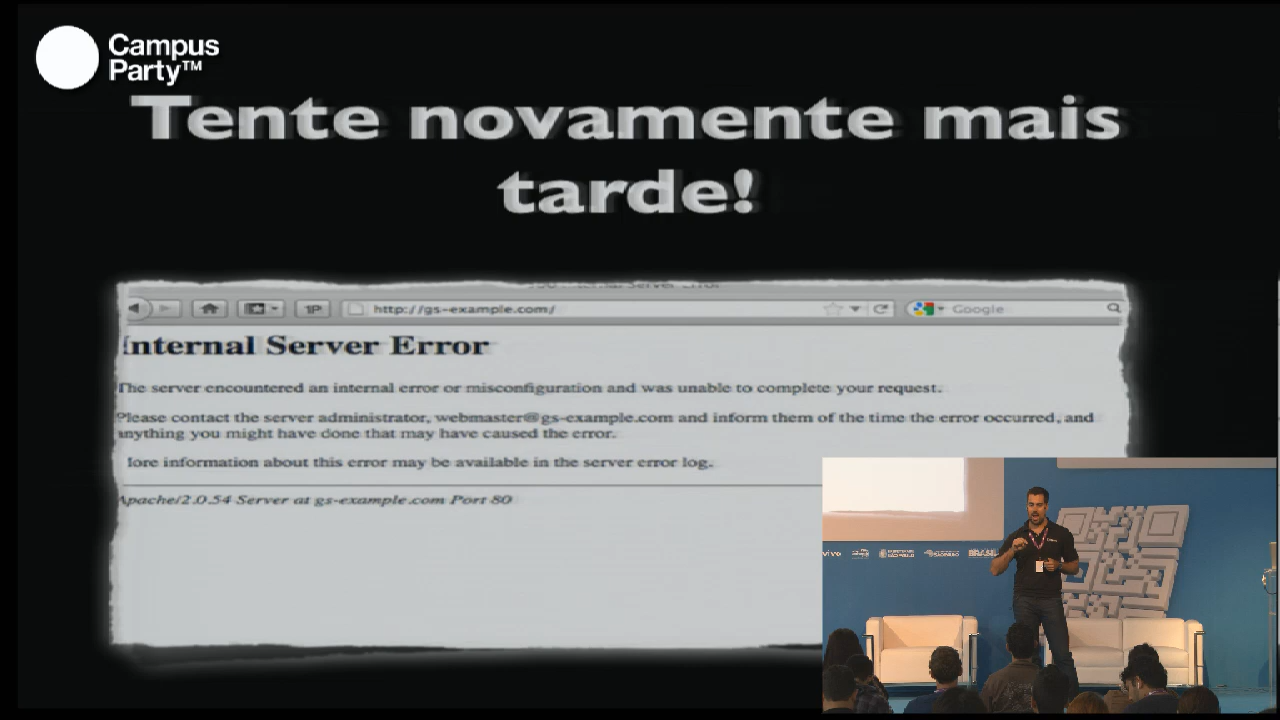 Campus
Party™
Tente novamente mais
tarde!
http://gs-example.com/
Google
Internal Server Error
The server encountered an internal error or misconfiguration and was unable to complete your request.
Please contact the server administrator, webmaster@gs-example.com and inform them of the time the error occurred, and
anything you might have done that may have caused the error.
More information about this error may be available in the server error log.
Apache/2.0.54 Server at gs-example.com Port 80
vivo
BRASIL